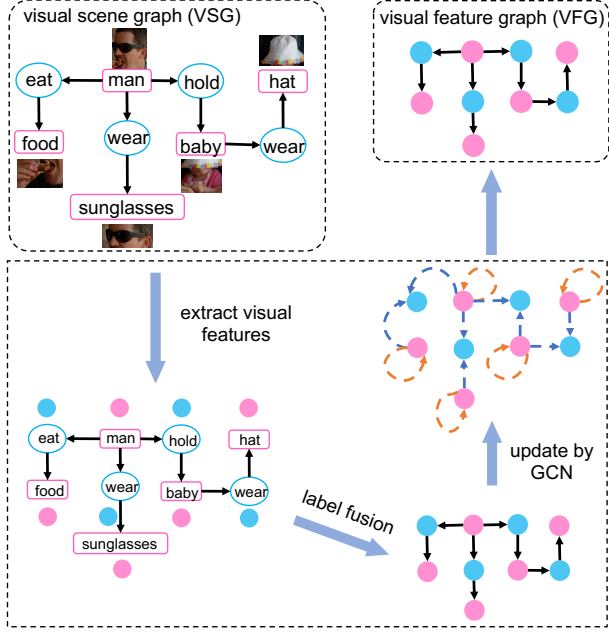 visual scene graph (VSG)
eat
man
hold
hat
food
wear
baby
wear
sunglasses
visual feature graph (VFG)
extract visual
features
eat
man
hold
hat
food
wear
baby
wear
sunglasses
label fusion
update by
GCN